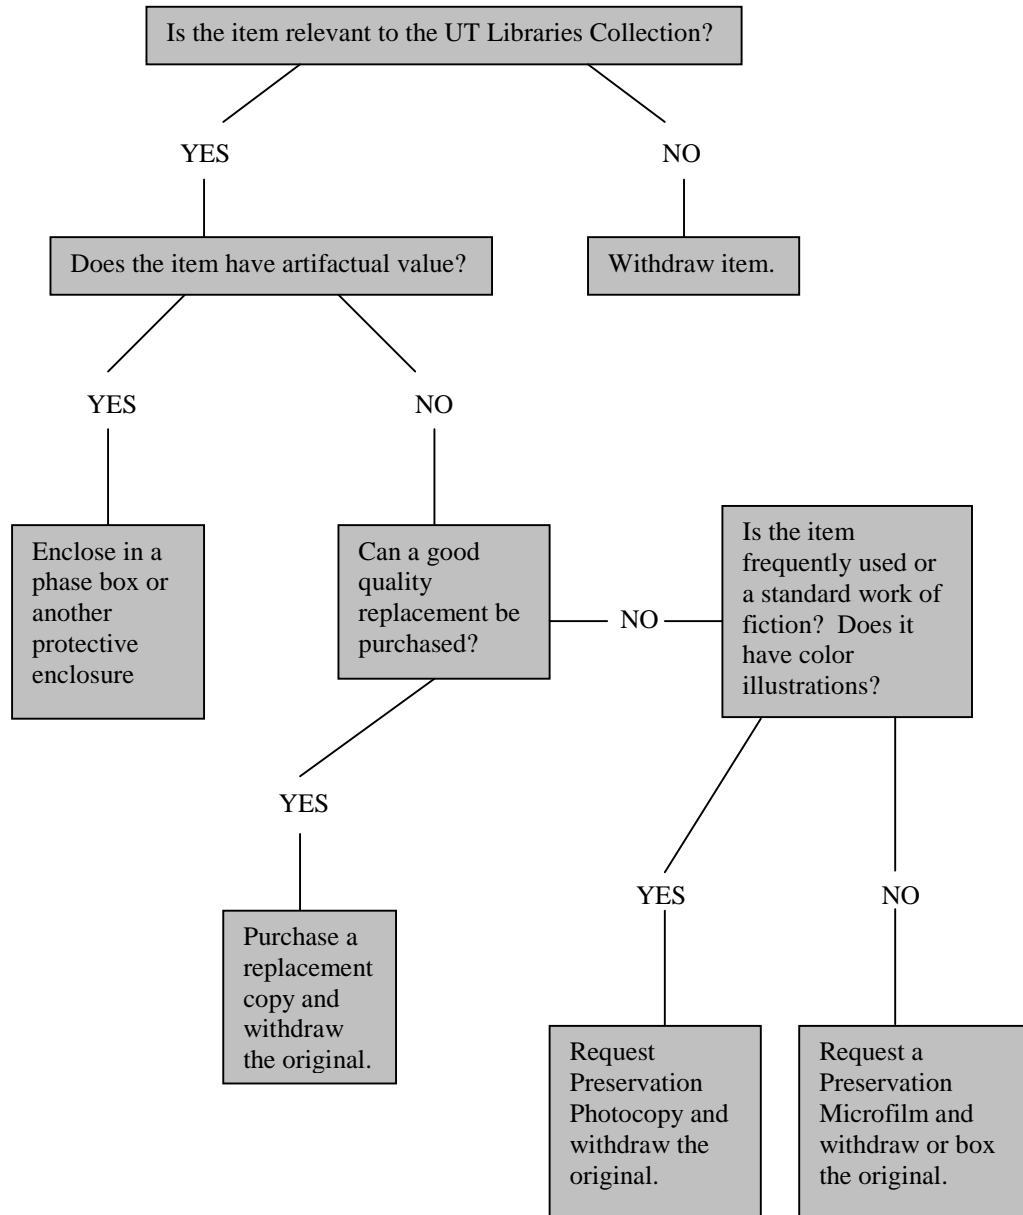 Is the item relevant to the UT Libraries Collection?
YES
NO
Does the item have artifactual value?
Withdraw item.
YES
NO
Enclose in a
phase box or
another
protective
enclosure
Can a good
quality
replacement be
purchased?
NO
Is the item
frequently used or
a standard work of
fiction?  Does it
have color
illustrations?
YES
Purchase a
replacement
copy and
withdraw
the original.
YES
NO
Request
Preservation
Photocopy and
withdraw the
original.
Request a
Preservation
Microfilm and
withdraw or box
the original.